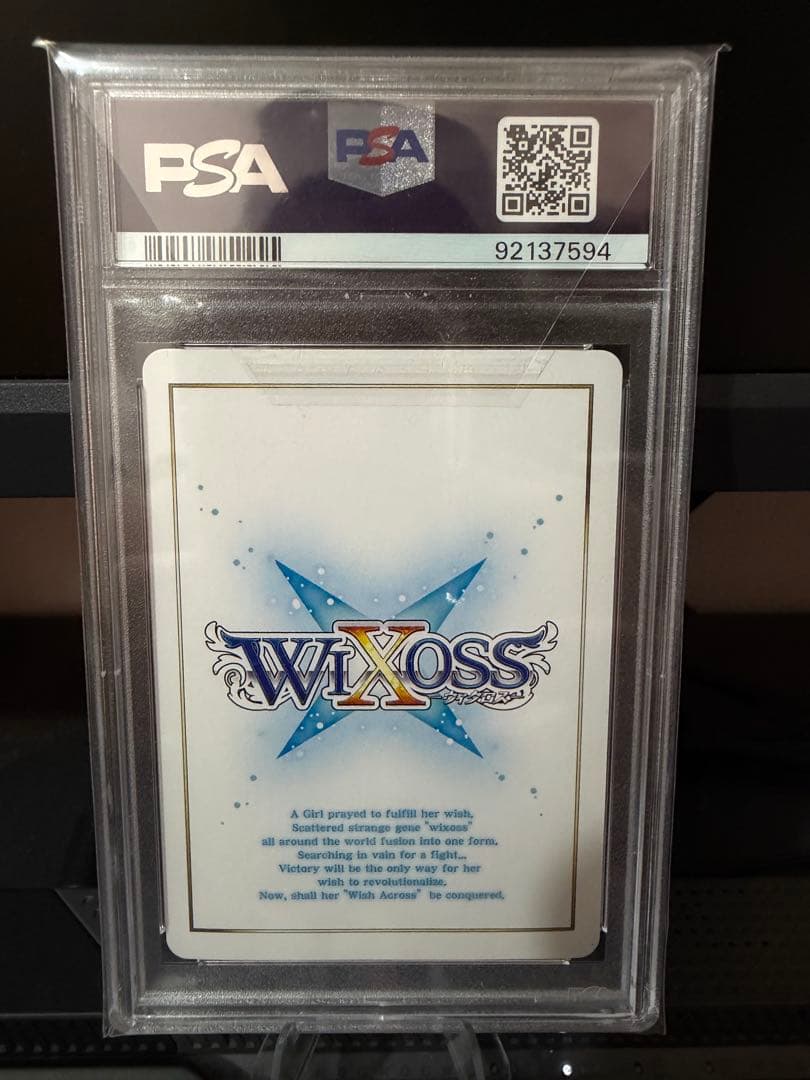 PSA
PSA
92137594
WIXOSS
ーウィクロスー
A Girl prayed to fulfill her wish.
Scattered strange gene "wixoss"
all around the world fusion into one form.
Searching in vain for a fight...
Victory will be the only way for her
wish to revolutionalize.
Now, shall her "Wish Across" be conquered.